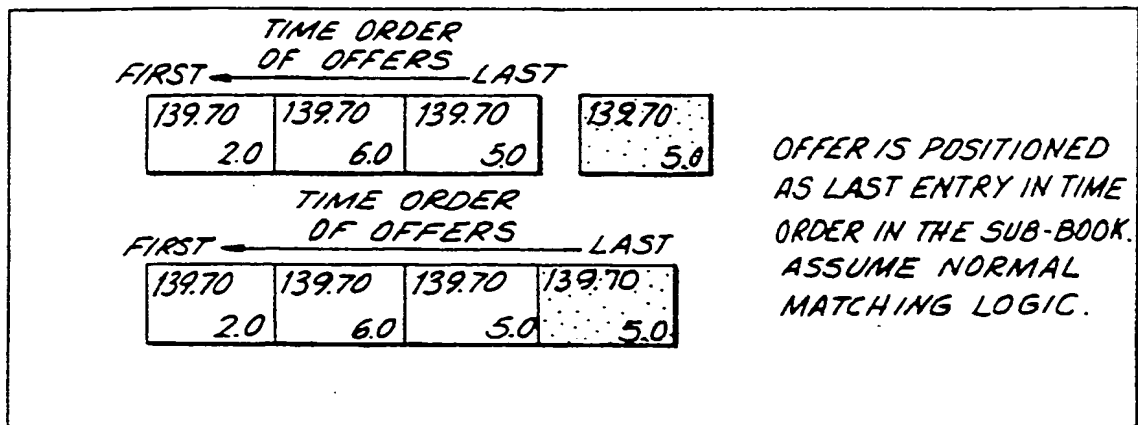 TIME ORDER
OF OFFERS
FIRST LAST
139.70 139.70 139.70 139.70
2.0 6.0 5.0 5.0
TIME ORDER
OF OFFERS
FIRST LAST
139.70 139.70 139.70 139.70
2.0 6.0 5.0 5.0
OFFER IS POSITIONED
AS LAST ENTRY IN TIME
ORDER IN THE SUB-BOOK.
ASSUME NORMAL
MATCHING LOGIC.